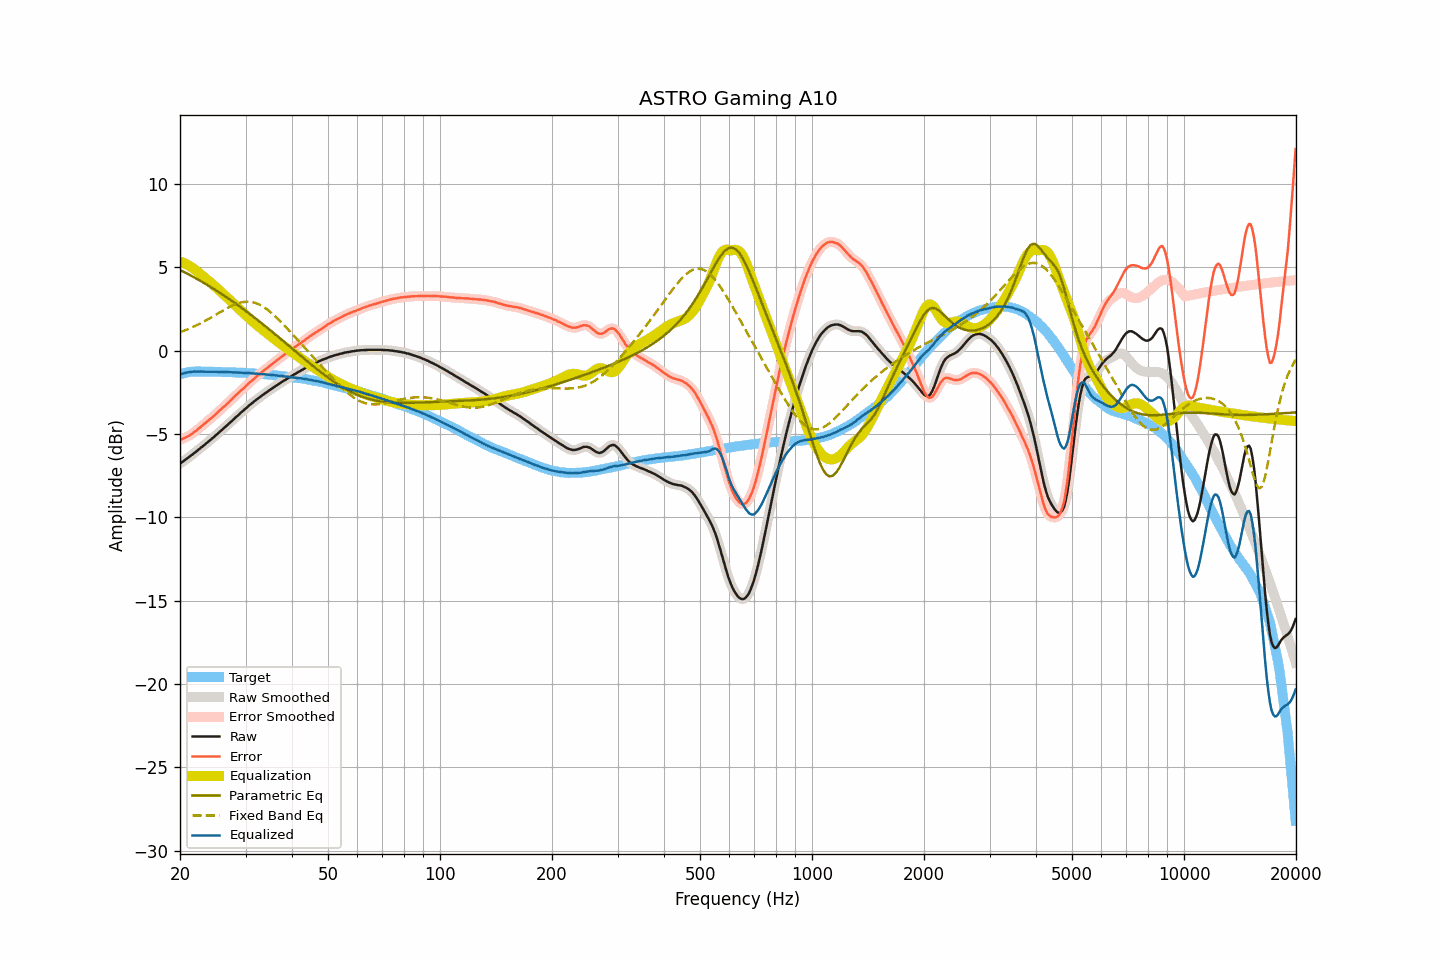 ASTRO Gaming A10
Amplitude (dBr)
10
5
0
−5
−10
−15
−20
−25
−30
Target
Raw Smoothed
Error Smoothed
Raw
Error
Equalization
Parametric Eq
Fixed Band Eq
Equalized
20 50 100 200 500 1000 2000 5000 10000 20000
Frequency (Hz)